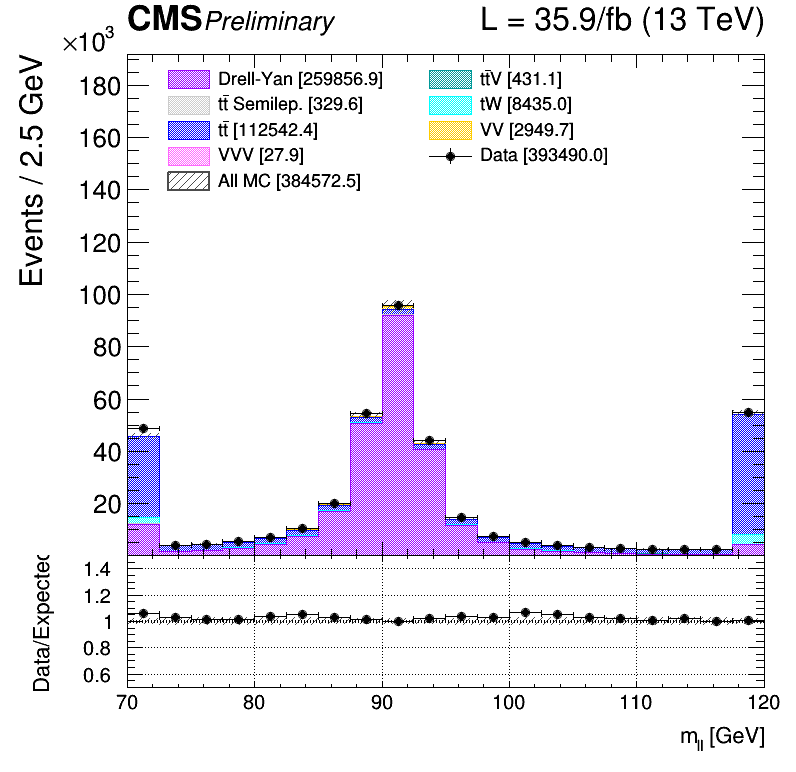 CMS Preliminary L = 35.9/fb (13 TeV)
×10³
Events / 2.5 GeV
180
160
140
120
100
80
60
40
20
Drell-Yan [259856.9]
tt̄ Semilep. [329.6]
tt̄ [112542.4]
VVV [27.9]
All MC [384572.5]
tt̄V [431.1]
tW [8435.0]
VV [2949.7]
Data [393490.0]
Data/Expected
1.4
1.2
1
0.8
0.6
70 80 90 100 110 120
m_ll [GeV]